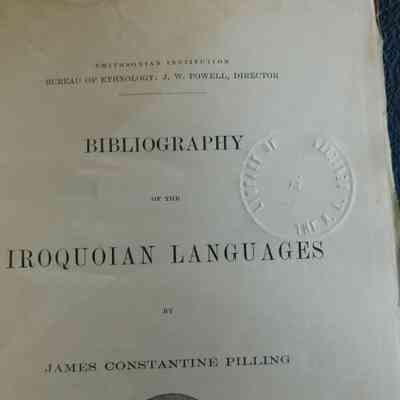 SMITHSONIAN INSTITUTION
BUREAU OF ETHNOLOGY: J. W. POWELL, DIRECTOR
BIBLIOGRAPHY
OF THE
IROQUOIAN LANGUAGES
BY
JAMES CONSTANTINE PILLING